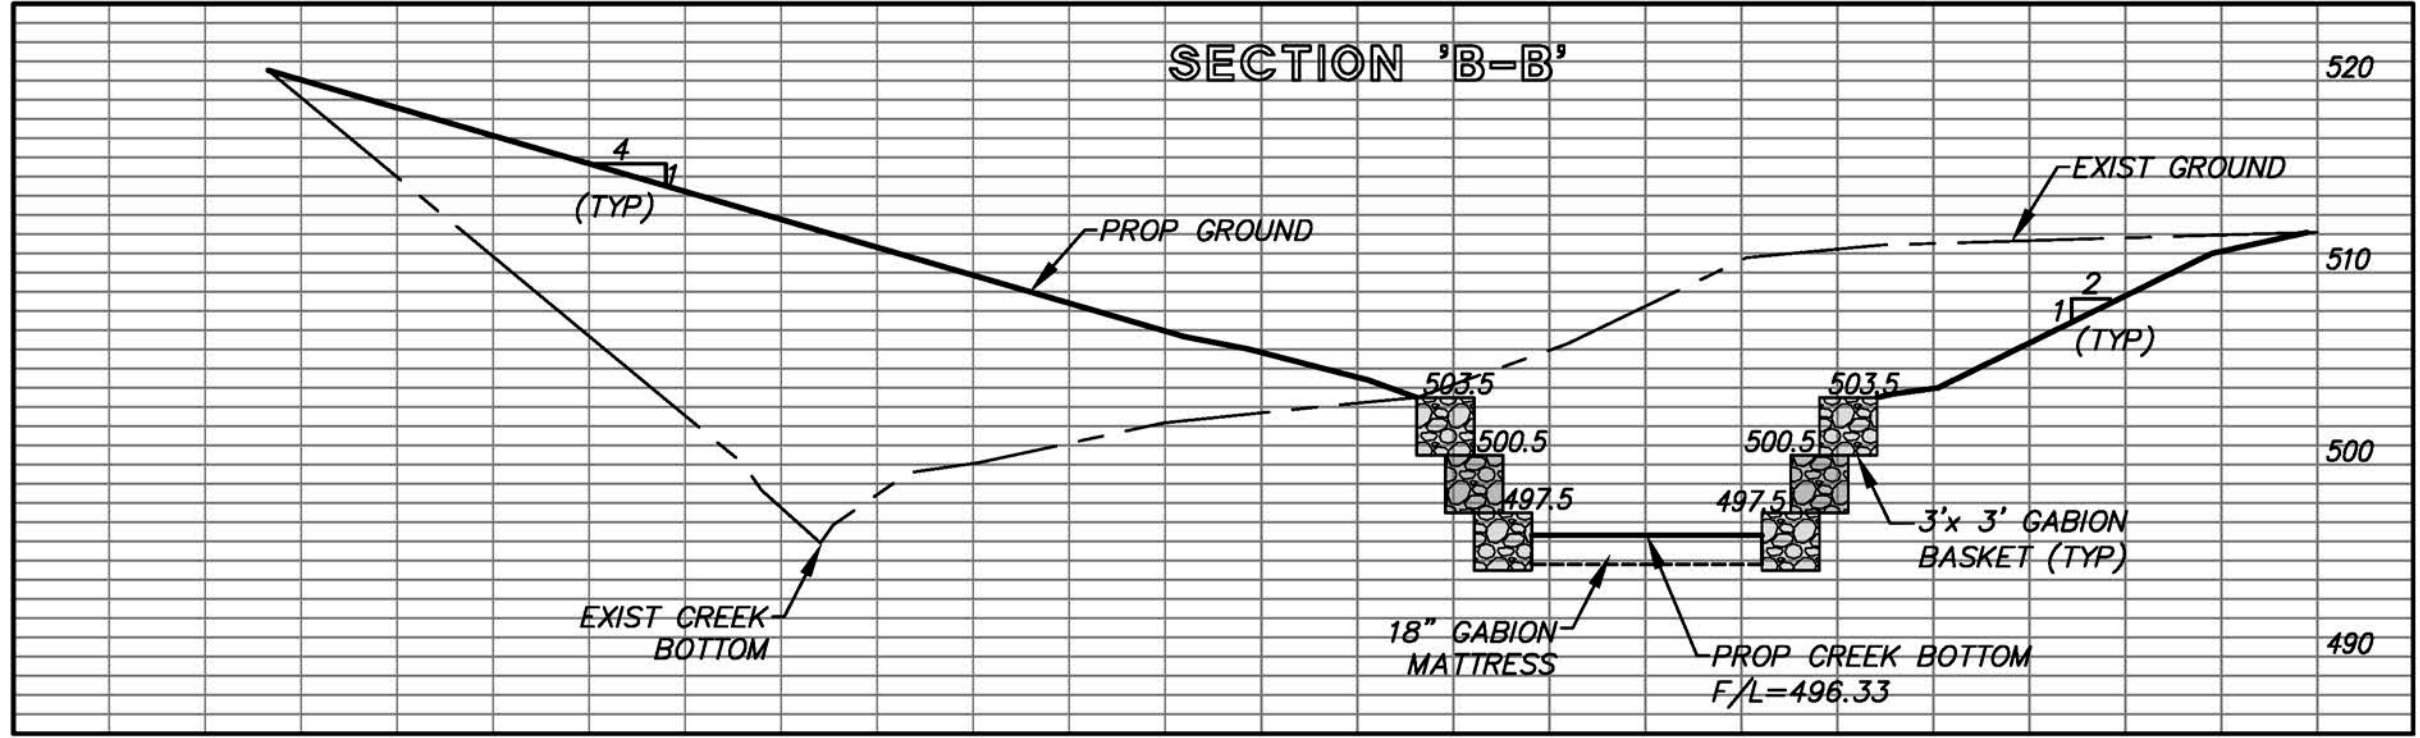 SECTION 'B-B'
520
4
1
(TYP)
EXIST GROUND
PROP GROUND
510
2
1
(TYP)
503.5
503.5
500.5
500.5
500
497.5
497.5
3'x 3' GABION
BASKET (TYP)
EXIST CREEK
BOTTOM
18" GABION
MATTRESS
PROP CREEK BOTTOM
F/L=496.33
490